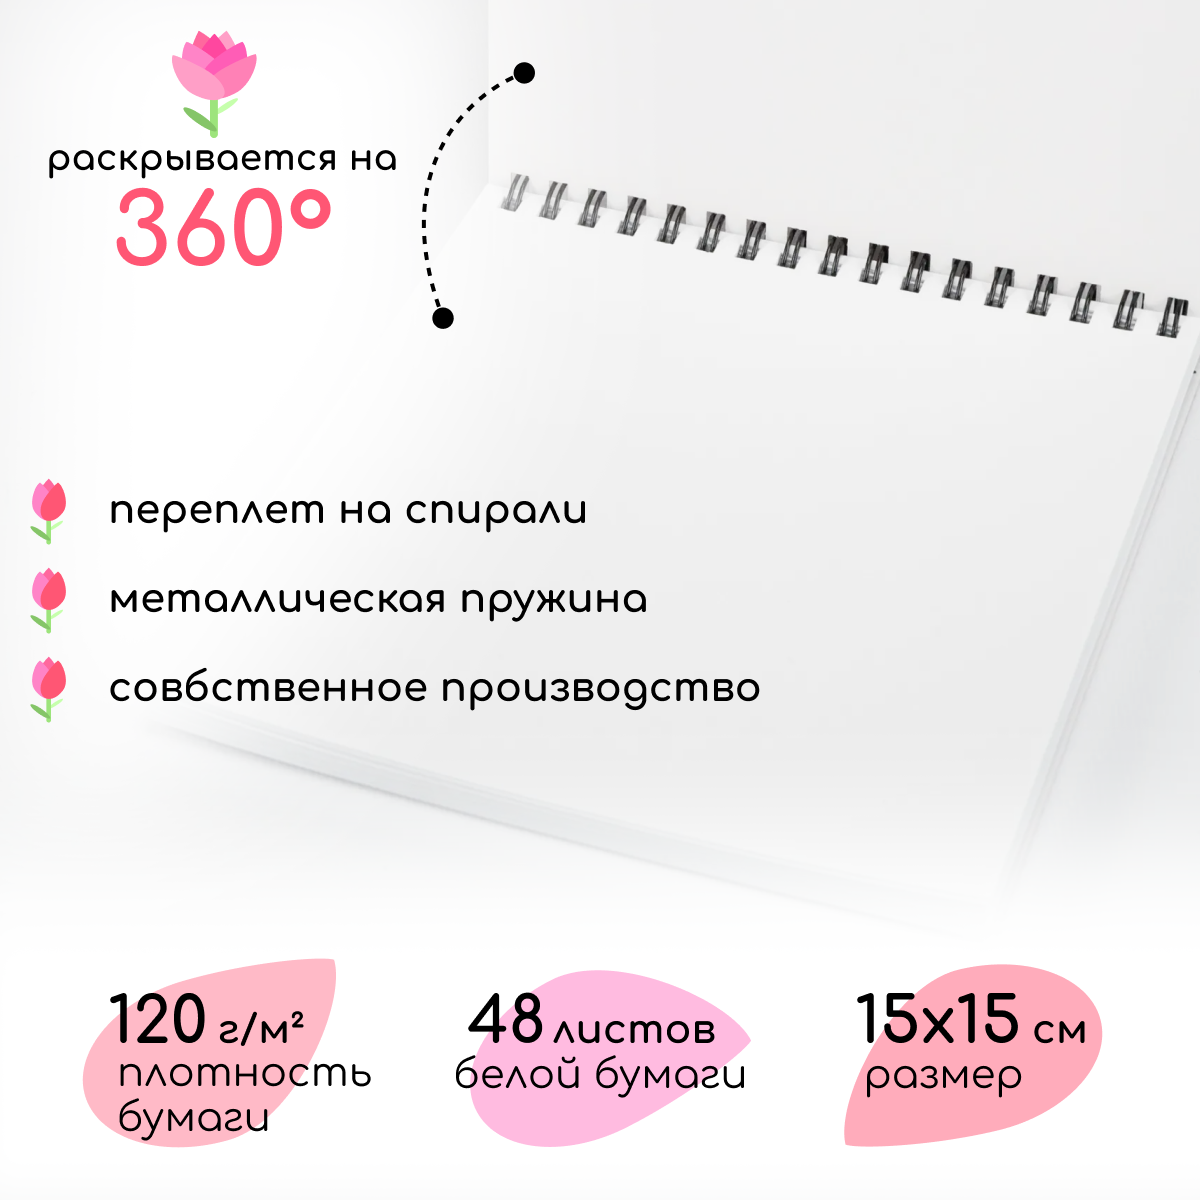 раскрывается на
360°
переплет на спирали
металлическая пружина
совбственное производство
120 г/м²
плотность
бумаги
48 листов
белой бумаги
15х15 см
размер